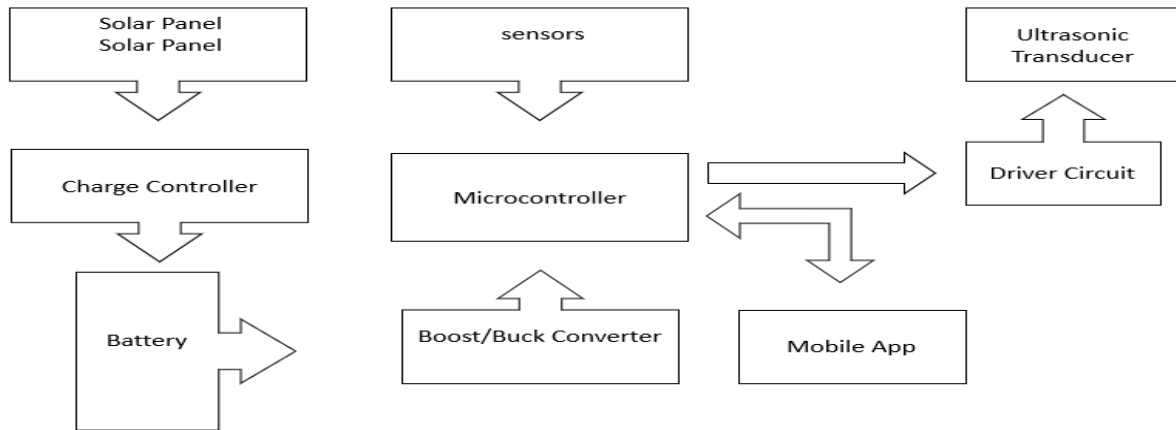 Solar Panel
Solar Panel
sensors
Ultrasonic
Transducer
Charge Controller
Microcontroller
Driver Circuit
Battery
Boost/Buck Converter
Mobile App